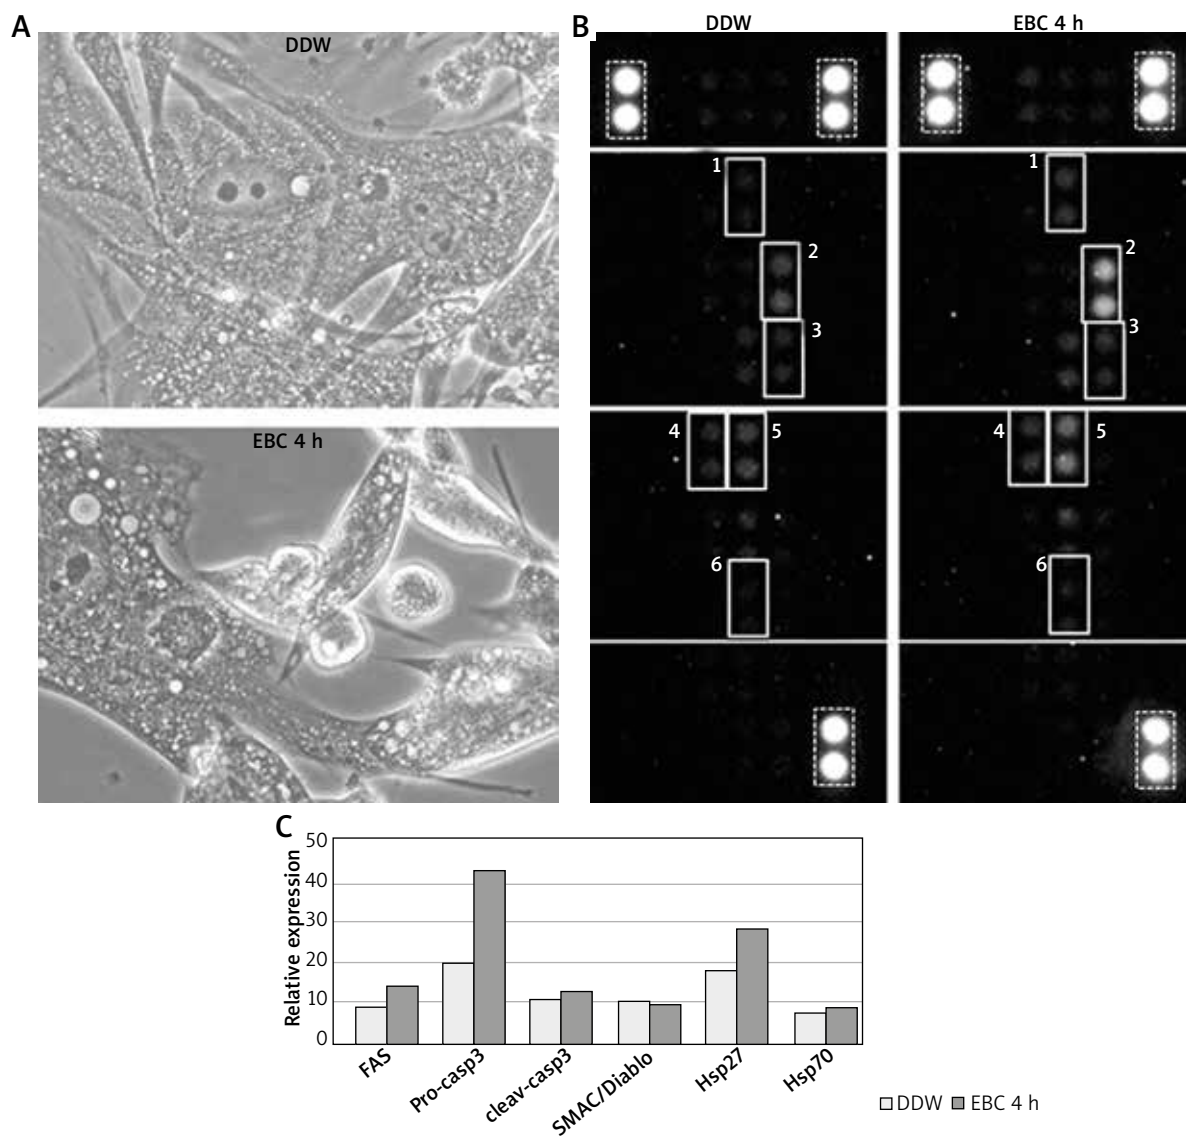 A
DDW
EBC 4 h
B
DDW
EBC 4 h
1
2
3
4
5
6
1
2
3
4
5
6
C
Relative expression
50
40
30
20
10
0
FAS
Pro-casp3
cleav-casp3
SMAC/Diablo
Hsp27
Hsp70
DDW
EBC 4 h